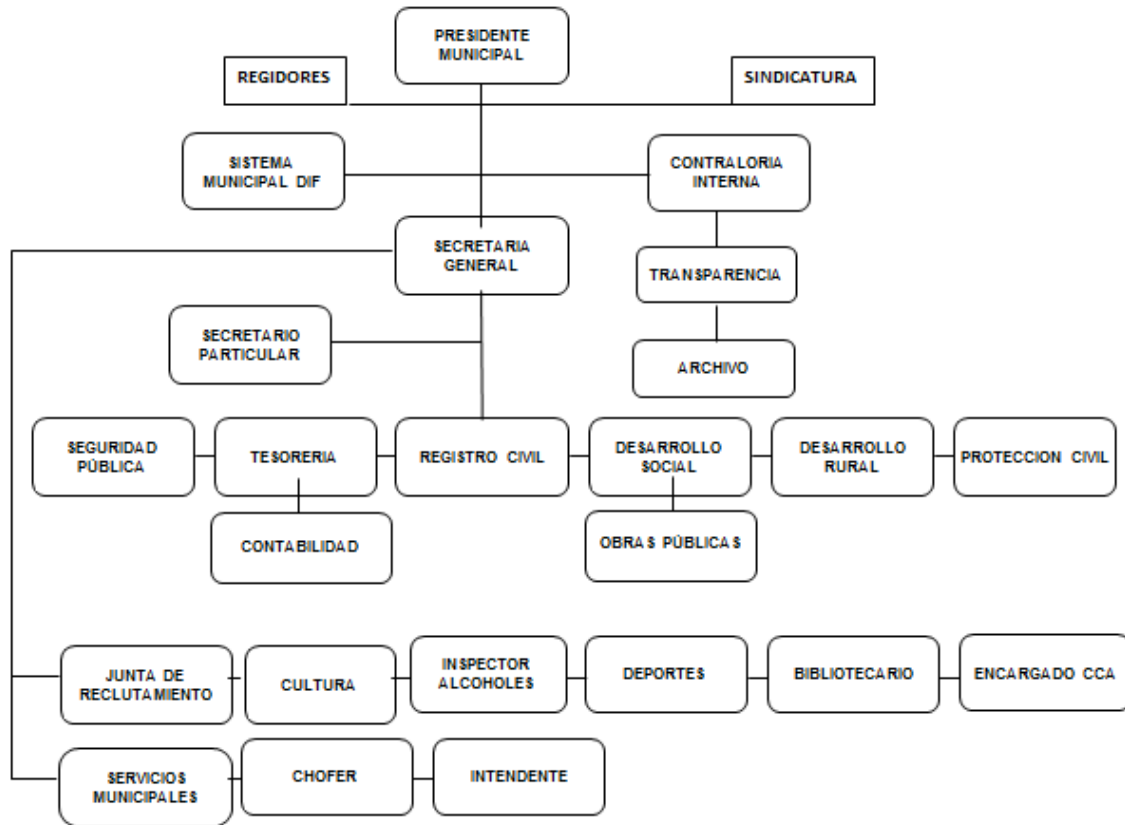 PRESIDENTE
MUNICIPAL
REGIDORES
SINDICATURA
SISTEMA
MUNICIPAL DIF
CONTRALORIA
INTERNA
SECRETARIA
GENERAL
TRANSPARENCIA
SECRETARIO
PARTICULAR
ARCHIVO
SEGURIDAD
PÚBLICA
TESORERIA
REGISTRO CIVIL
DESARROLLO
SOCIAL
DESARROLLO
RURAL
PROTECCION CIVIL
CONTABILIDAD
OBRAS PÚBLICAS
JUNTA DE
RECLUTAMIENTO
CULTURA
INSPECTOR
ALCOHOLES
DEPORTES
BIBLIOTECARIO
ENCARGADO CCA
SERVICIOS
MUNICIPALES
CHOFER
INTENDENTE